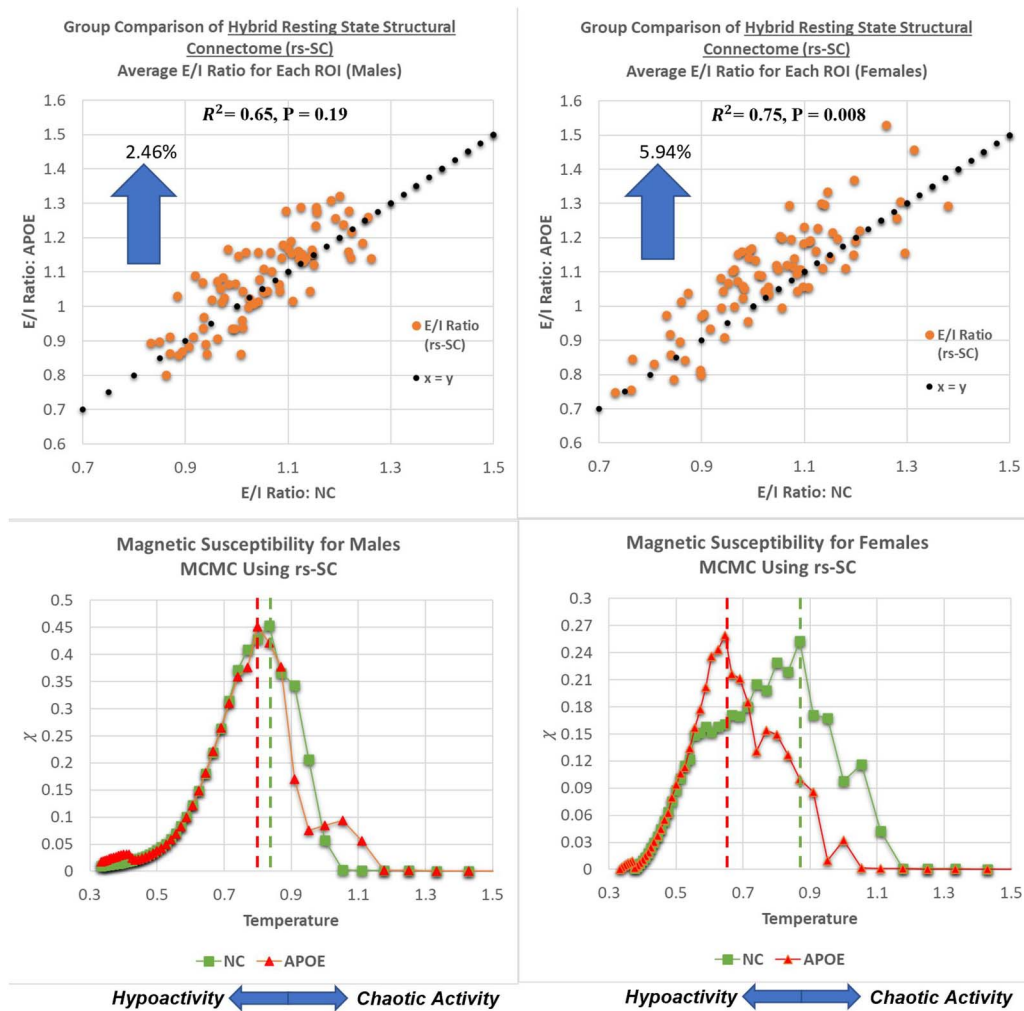 Group Comparison of Hybrid Resting State Structural
Connectome (rs-SC)
Average E/I Ratio for Each ROI (Males)
R²= 0.65, P = 0.19
2.46%
1.6
1.5
1.4
1.3
1.2
1.1
1
0.9
0.8
0.7
0.6
E/I Ratio: APOE
E/I Ratio
(rs-SC)
x = y
0.7 0.9 1.1 1.3 1.5
E/I Ratio: NC
Group Comparison of Hybrid Resting State Structural
Connectome (rs-SC)
Average E/I Ratio for Each ROI (Females)
R²= 0.75, P = 0.008
5.94%
1.6
1.5
1.4
1.3
1.2
1.1
1
0.9
0.8
0.7
0.6
E/I Ratio: APOE
E/I Ratio
(rs-SC)
x = y
0.7 0.9 1.1 1.3 1.5
E/I Ratio: NC
Magnetic Susceptibility for Males
MCMC Using rs-SC
0.5
0.45
0.4
0.35
0.3
0.25
0.2
0.15
0.1
0.05
0
χ
0.3 0.5 0.7 0.9 1.1 1.3 1.5
Temperature
NC APOE
Hypoactivity Chaotic Activity
Magnetic Susceptibility for Females
MCMC Using rs-SC
0.3
0.27
0.24
0.21
0.18
0.15
0.12
0.09
0.06
0.03
0
χ
0.3 0.5 0.7 0.9 1.1 1.3 1.5
Temperature
NC APOE
Hypoactivity Chaotic Activity